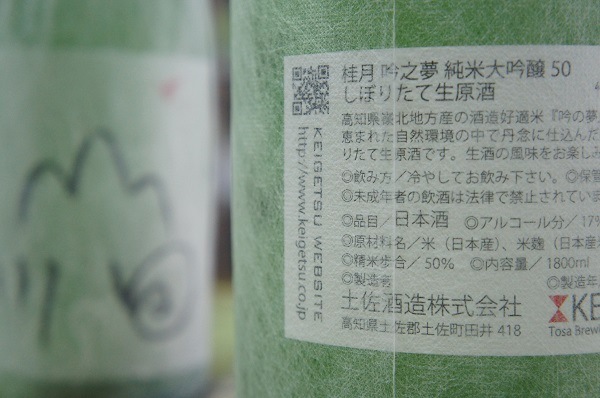 桂月 吟之夢 純米大吟醸 50
しぼりたて生原酒
高知県嶺北地方産の酒造好適米『吟の夢
恵まれた自然環境の中で丹念に仕込んだ
りたて生原酒です。生酒の風味をお楽しみ
◎飲み方／冷やしてお飲み下さい。◎保管
◎未成年者の飲酒は法律で禁止されていま
◎品目／日本酒 ◎アルコール分／17%
◎原材料名／米（日本産）、米麹（日本産
◎精米歩合／50% ◎内容量／1800ml
◎製造者 ◎製造年
土佐酒造株式会社 KE
高知県土佐郡土佐町田井 418 Tosa Brewi
KEIGETSU WEBSITE
http://www.keigetsu.co.jp